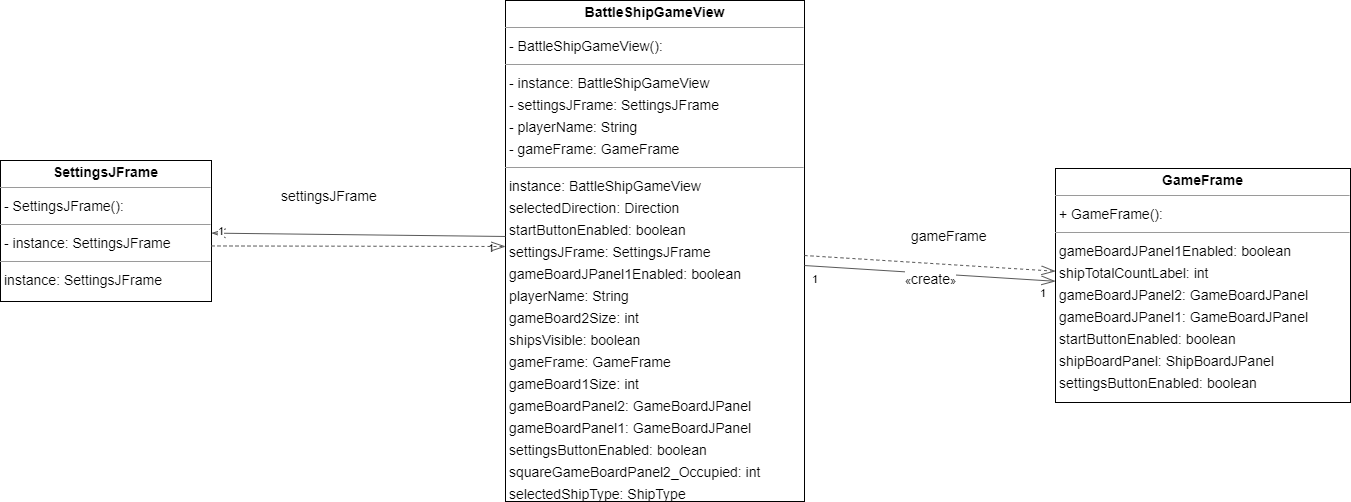 BattleShipGameView
- BattleShipGameView():
- instance: BattleShipGameView
- settingsJFrame: SettingsJFrame
- playerName: String
- gameFrame: GameFrame
instance: BattleShipGameView
selectedDirection: Direction
startButtonEnabled: boolean
settingsJFrame: SettingsJFrame
gameBoardJPanel1Enabled: boolean
playerName: String
gameBoard2Size: int
shipsVisible: boolean
gameFrame: GameFrame
gameBoard1Size: int
gameBoardPanel2: GameBoardJPanel
gameBoardPanel1: GameBoardJPanel
settingsButtonEnabled: boolean
squareGameBoardPanel2_Occupied: int
selectedShipType: ShipType
SettingsJFrame
- SettingsJFrame():
- instance: SettingsJFrame
instance: SettingsJFrame
settingsJFrame
1
1
gameFrame
«create»
1
1
GameFrame
+ GameFrame():
gameBoardJPanel1Enabled: boolean
shipTotalCountLabel: int
gameBoardJPanel2: GameBoardJPanel
gameBoardJPanel1: GameBoardJPanel
startButtonEnabled: boolean
shipBoardPanel: ShipBoardJPanel
settingsButtonEnabled: boolean